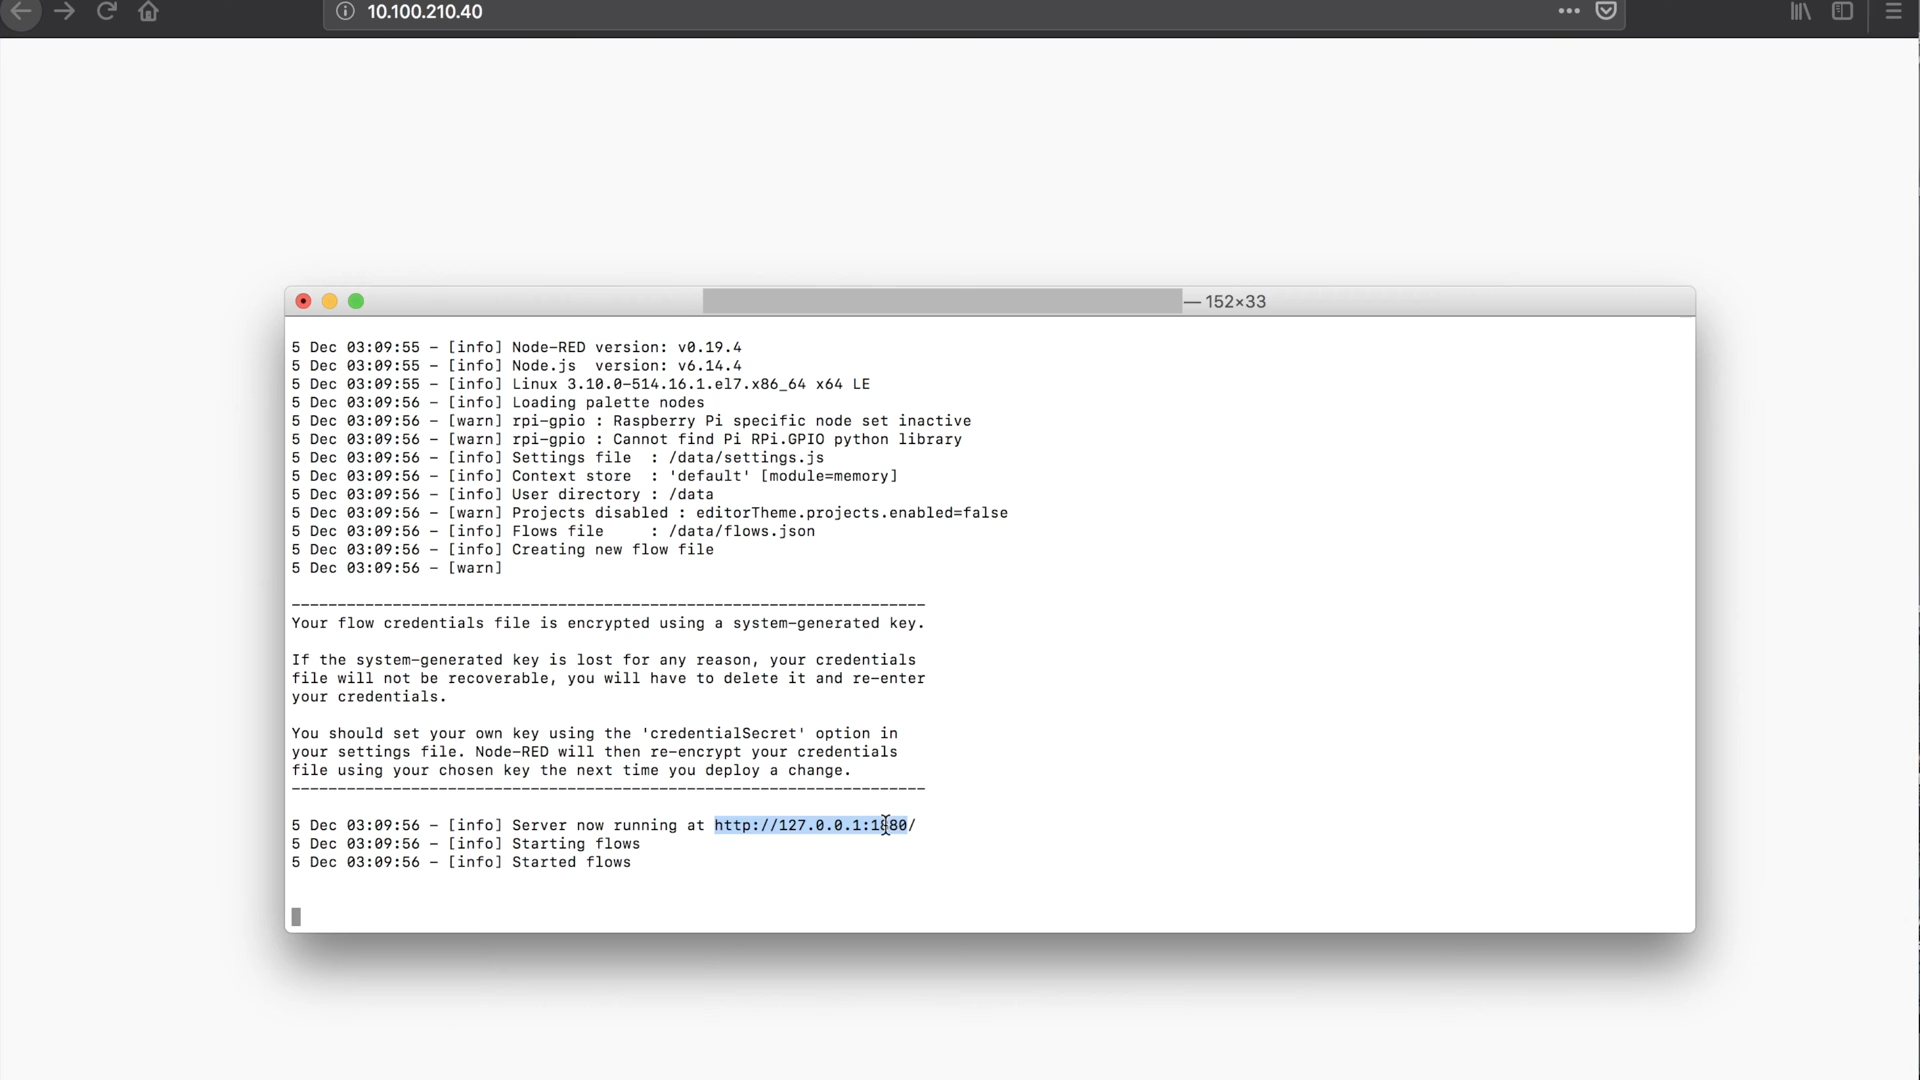 10.100.210.40
— 152×33
5 Dec 03:09:55 - [info] Node-RED version: v0.19.4
5 Dec 03:09:55 - [info] Node.js  version: v6.14.4
5 Dec 03:09:55 - [info] Linux 3.10.0-514.16.1.el7.x86_64 x64 LE
5 Dec 03:09:56 - [info] Loading palette nodes
5 Dec 03:09:56 - [warn] rpi-gpio : Raspberry Pi specific node set inactive
5 Dec 03:09:56 - [warn] rpi-gpio : Cannot find Pi RPi.GPIO python library
5 Dec 03:09:56 - [info] Settings file  : /data/settings.js
5 Dec 03:09:56 - [info] Context store  : 'default' [module=memory]
5 Dec 03:09:56 - [info] User directory : /data
5 Dec 03:09:56 - [warn] Projects disabled : editorTheme.projects.enabled=false
5 Dec 03:09:56 - [info] Flows file     : /data/flows.json
5 Dec 03:09:56 - [info] Creating new flow file
5 Dec 03:09:56 - [warn]
---------------------------------------------------------------------
Your flow credentials file is encrypted using a system-generated key.
If the system-generated key is lost for any reason, your credentials
file will not be recoverable, you will have to delete it and re-enter
your credentials.
You should set your own key using the 'credentialSecret' option in
your settings file. Node-RED will then re-encrypt your credentials
file using your chosen key the next time you deploy a change.
---------------------------------------------------------------------
5 Dec 03:09:56 - [info] Server now running at http://127.0.0.1:1880/
5 Dec 03:09:56 - [info] Starting flows
5 Dec 03:09:56 - [info] Started flows